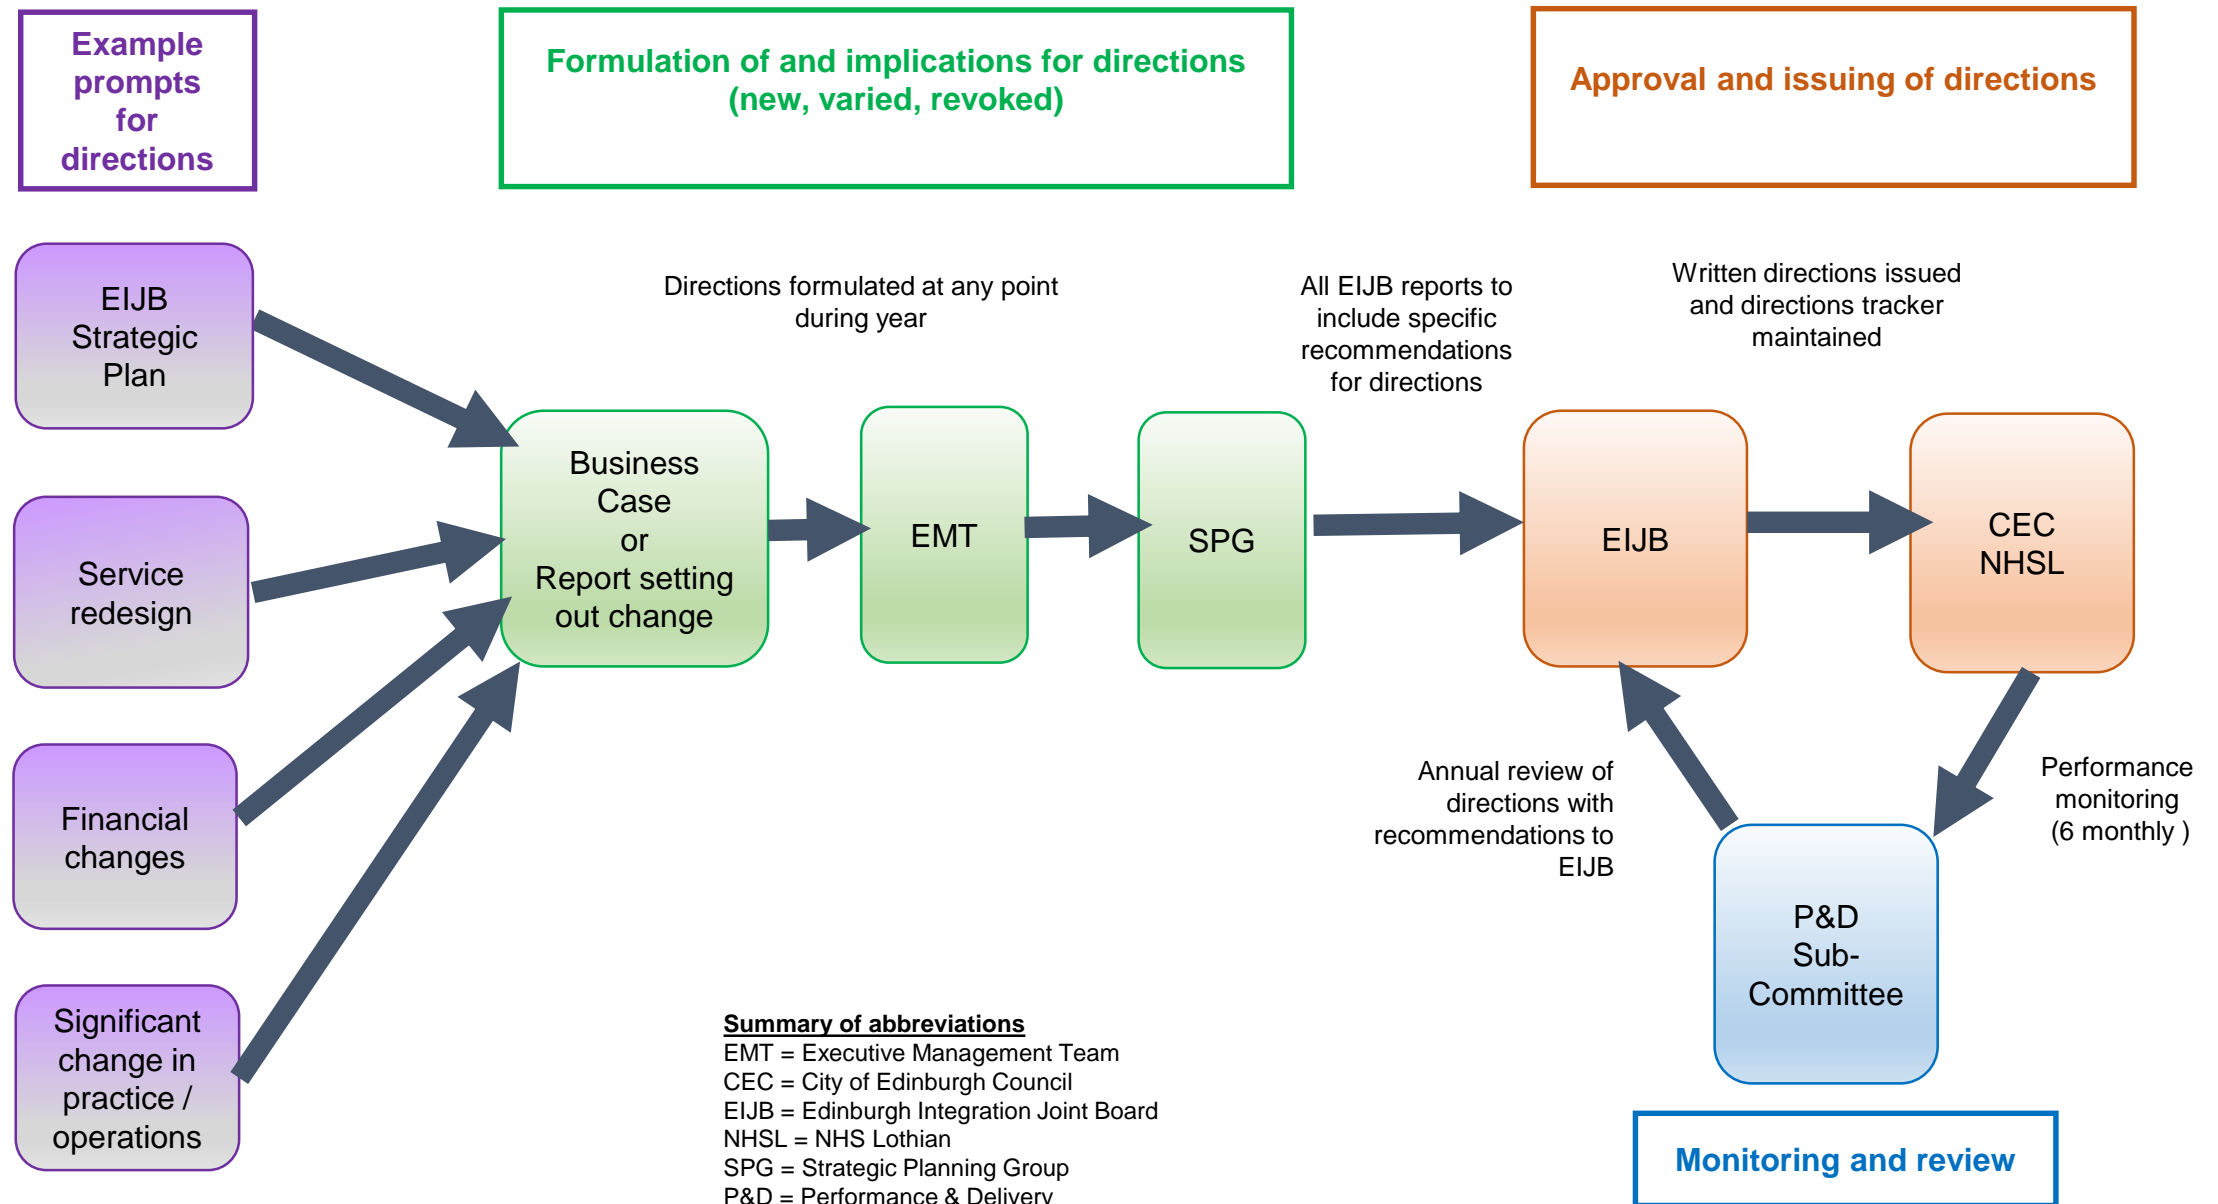 Example
prompts
for
directions
Formulation of and implications for directions
(new, varied, revoked)
Approval and issuing of directions
EIJB
Strategic
Plan
Service
redesign
Financial
changes
Significant
change in
practice /
operations
Directions formulated at any point
during year
Business
Case
or
Report setting
out change
EMT
SPG
All EIJB reports to
include specific
recommendations
for directions
Written directions issued
and directions tracker
maintained
EIJB
CEC
NHSL
Annual review of
directions with
recommendations to
EIJB
Performance
monitoring
(6 monthly )
P&D
Sub-
Committee
Monitoring and review
Summary of abbreviations
EMT = Executive Management Team
CEC = City of Edinburgh Council
EIJB = Edinburgh Integration Joint Board
NHSL = NHS Lothian
SPG = Strategic Planning Group
P&D = Performance & Delivery